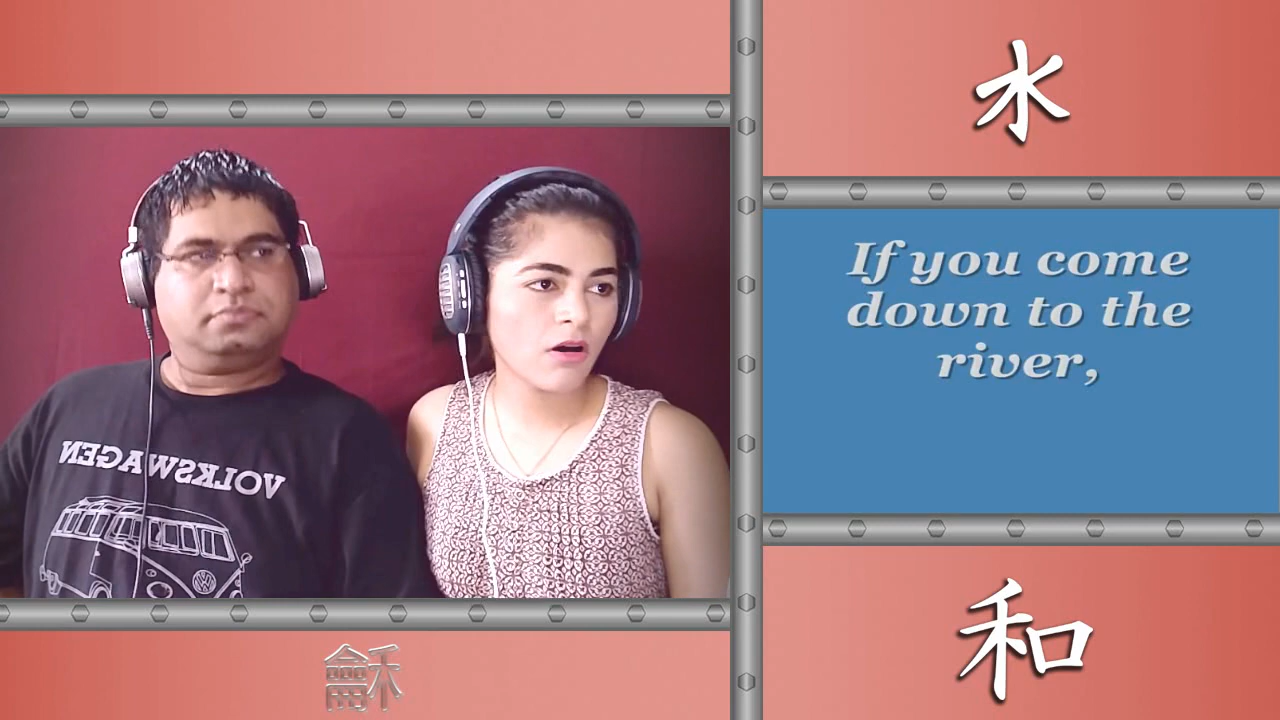 水
If you come
down to the
river,
VOLKSWAGEN
和
龢